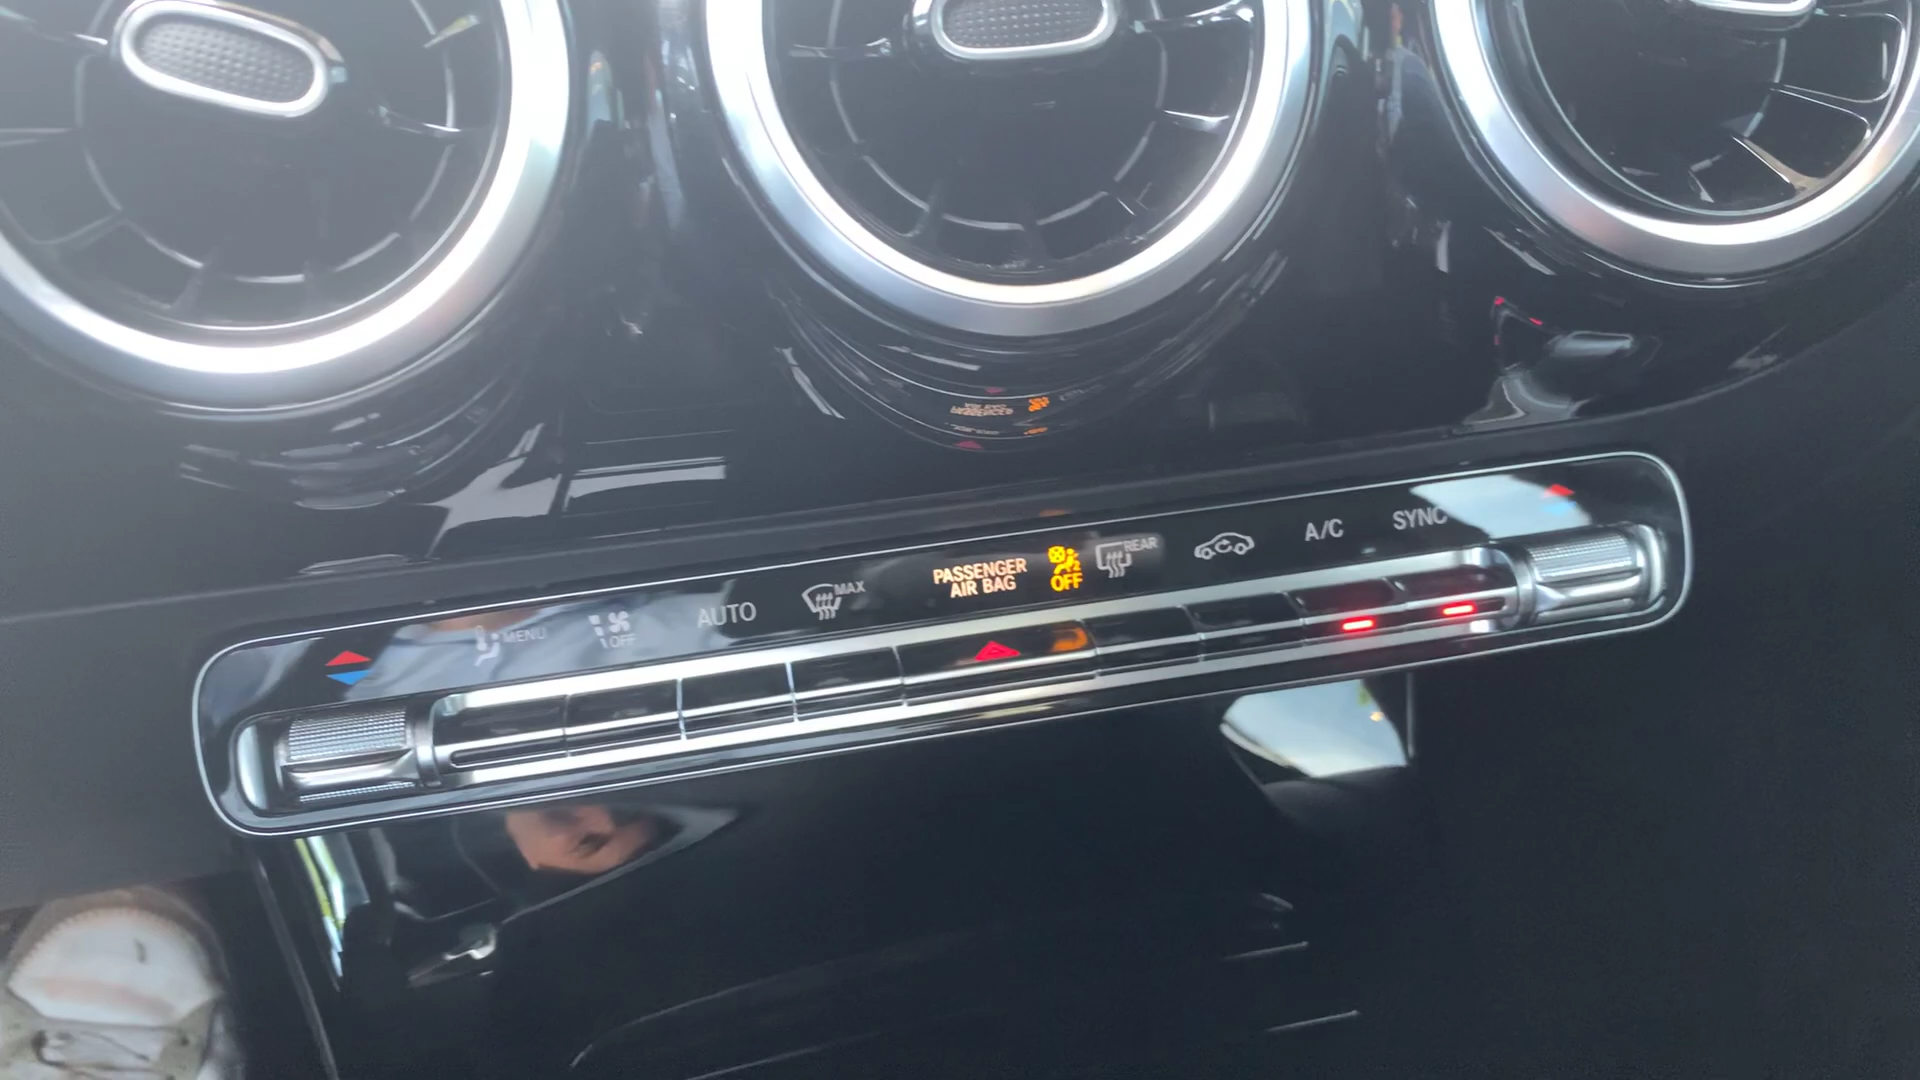 MENU
OFF
AUTO
MAX
PASSENGER
AIR BAG
OFF
REAR
A/C
SYNC